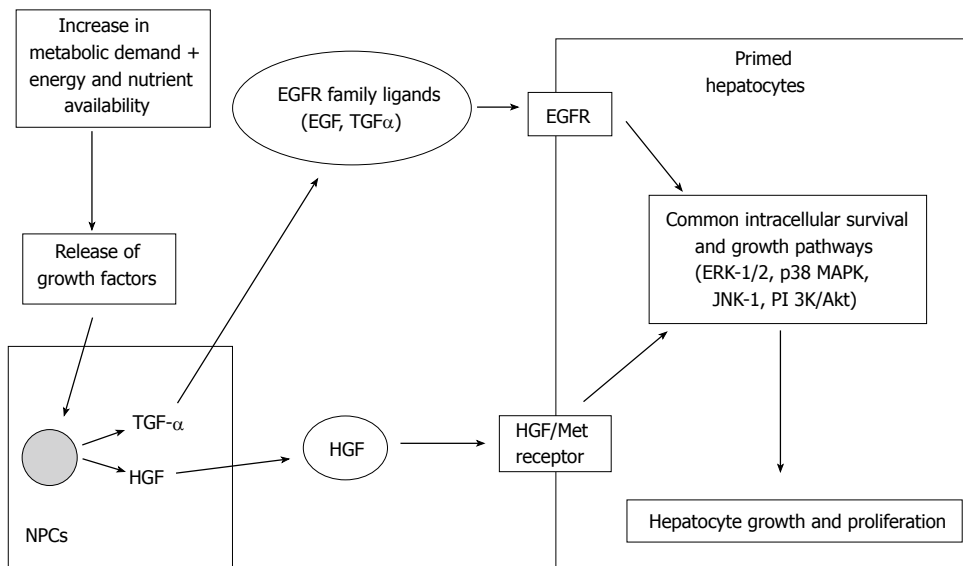 Increase in
metabolic demand +
energy and nutrient
availability
Release of
growth factors
TGF-α
HGF
NPCs
EGFR family ligands
(EGF, TGFα)
HGF
EGFR
HGF/Met
receptor
Primed
hepatocytes
Common intracellular survival
and growth pathways
(ERK-1/2, p38 MAPK,
JNK-1, PI 3K/Akt)
Hepatocyte growth and proliferation